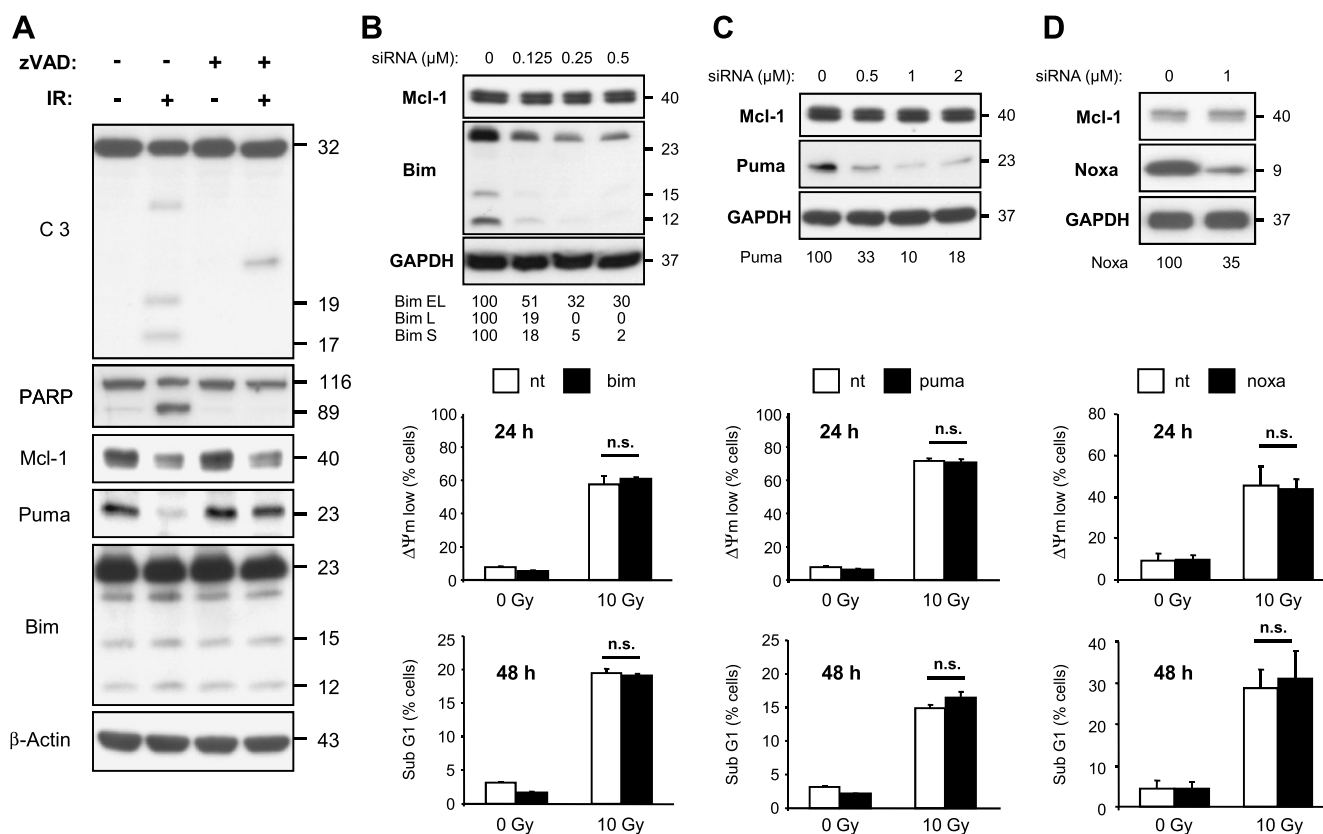 A
zVAD: - - + +
IR: - + - +
C 3
32
19
17
PARP
116
89
Mcl-1
40
Puma
23
Bim
23
15
12
β-Actin
43
B
siRNA (µM): 0 0.125 0.25 0.5
Mcl-1
40
Bim
23
15
12
GAPDH
37
Bim EL 100 51 32 30
Bim L 100 19 0 0
Bim S 100 18 5 2
nt bim
24 h
n.s.
ΔΨm low (% cells)
100
80
60
40
20
0
0 Gy 10 Gy
48 h
n.s.
Sub G1 (% cells)
25
20
15
10
5
0
0 Gy 10 Gy
C
siRNA (µM): 0 0.5 1 2
Mcl-1
40
Puma
23
GAPDH
37
Puma 100 33 10 18
nt puma
24 h
n.s.
ΔΨm low (% cells)
100
80
60
40
20
0
0 Gy 10 Gy
48 h
n.s.
Sub G1 (% cells)
25
20
15
10
5
0
0 Gy 10 Gy
D
siRNA (µM): 0 1
Mcl-1
40
Noxa
9
GAPDH
37
Noxa 100 35
nt noxa
24 h
n.s.
ΔΨm low (% cells)
80
60
40
20
0
0 Gy 10 Gy
48 h
n.s.
Sub G1 (% cells)
40
30
20
10
0
0 Gy 10 Gy